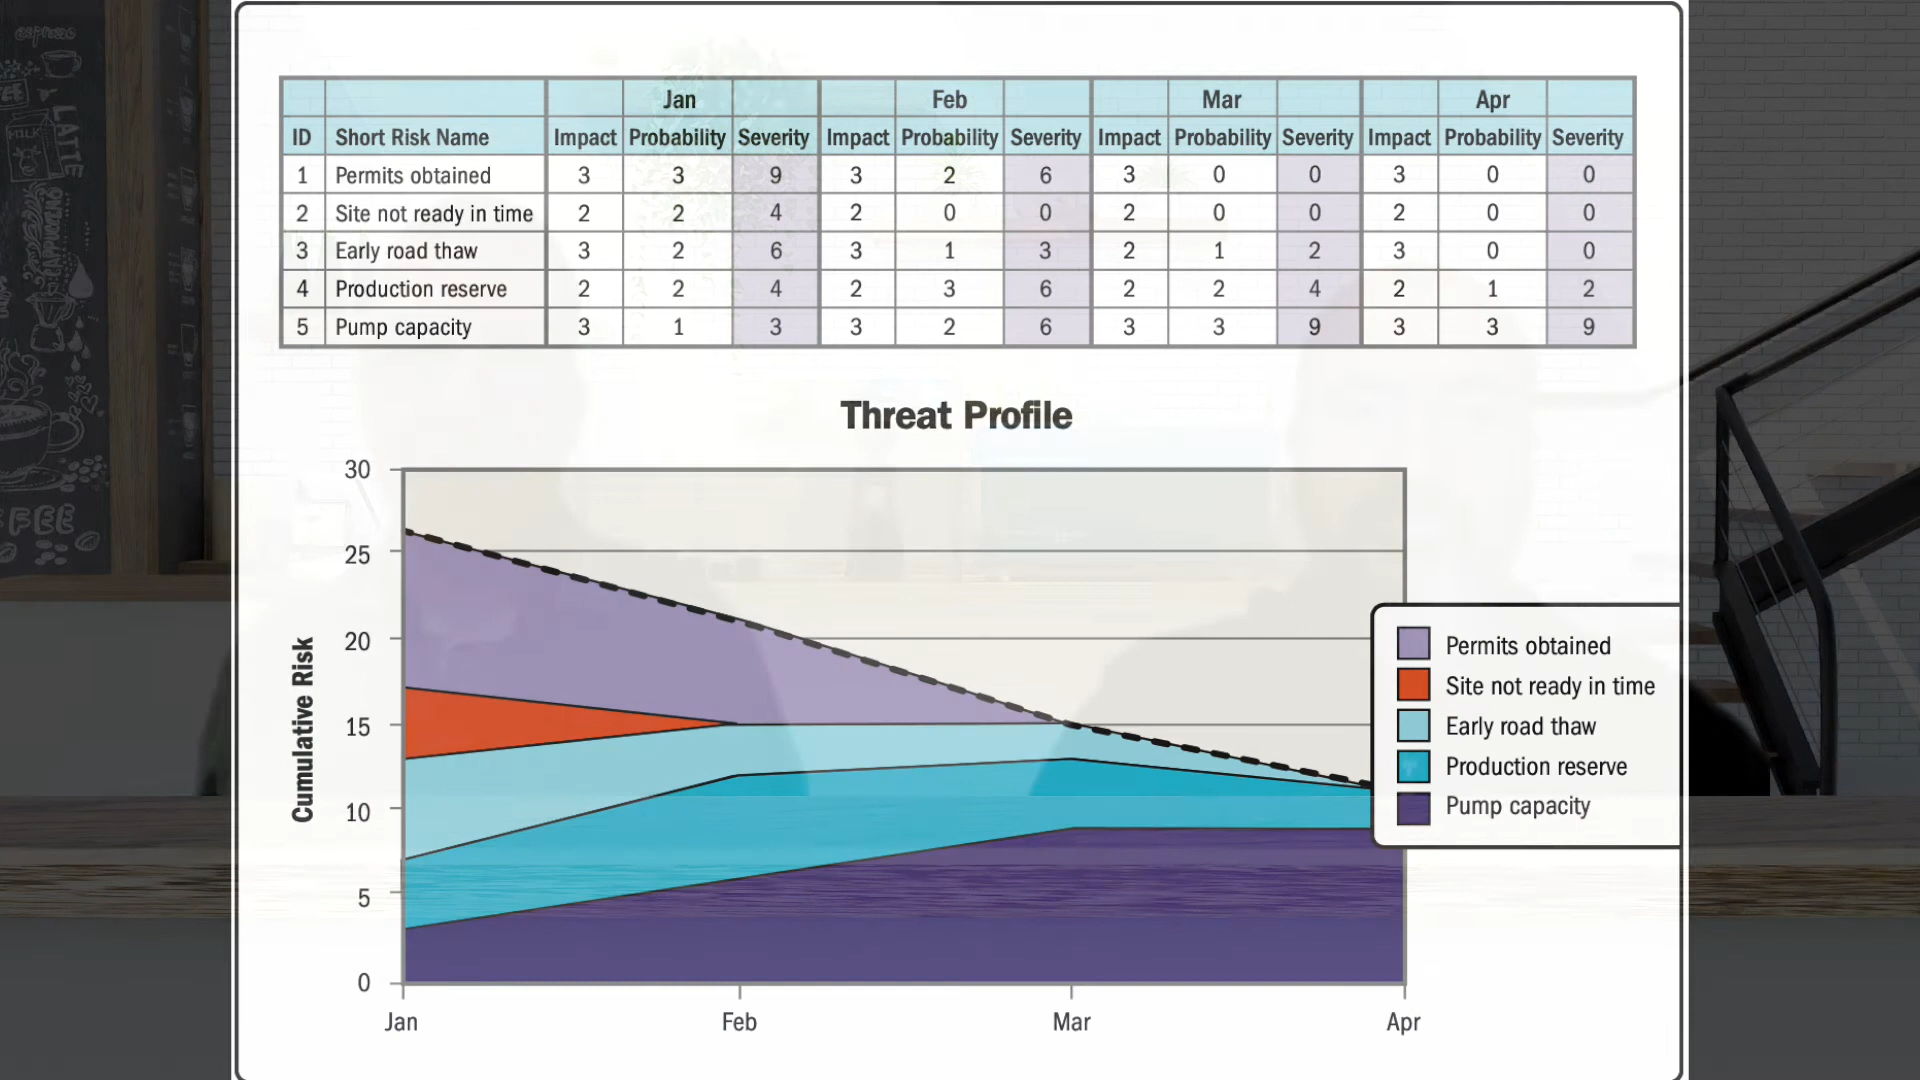 Jan Feb Mar Apr
ID Short Risk Name Impact Probability Severity Impact Probability Severity Impact Probability Severity Impact Probability Severity
1 Permits obtained 3 3 9 3 2 6 3 0 0 3 0 0
2 Site not ready in time 2 2 4 2 0 0 2 0 0 2 0 0
3 Early road thaw 3 2 6 3 1 3 2 1 2 3 0 0
4 Production reserve 2 2 4 2 3 6 2 2 4 2 1 2
5 Pump capacity 3 1 3 3 2 6 3 3 9 3 3 9
Threat Profile
30
25
20
15
10
5
0
Cumulative Risk
Jan Feb Mar Apr
Permits obtained
Site not ready in time
Early road thaw
Production reserve
Pump capacity
espresso
LATTE
MILK
CAPPUCCINO
FFEE